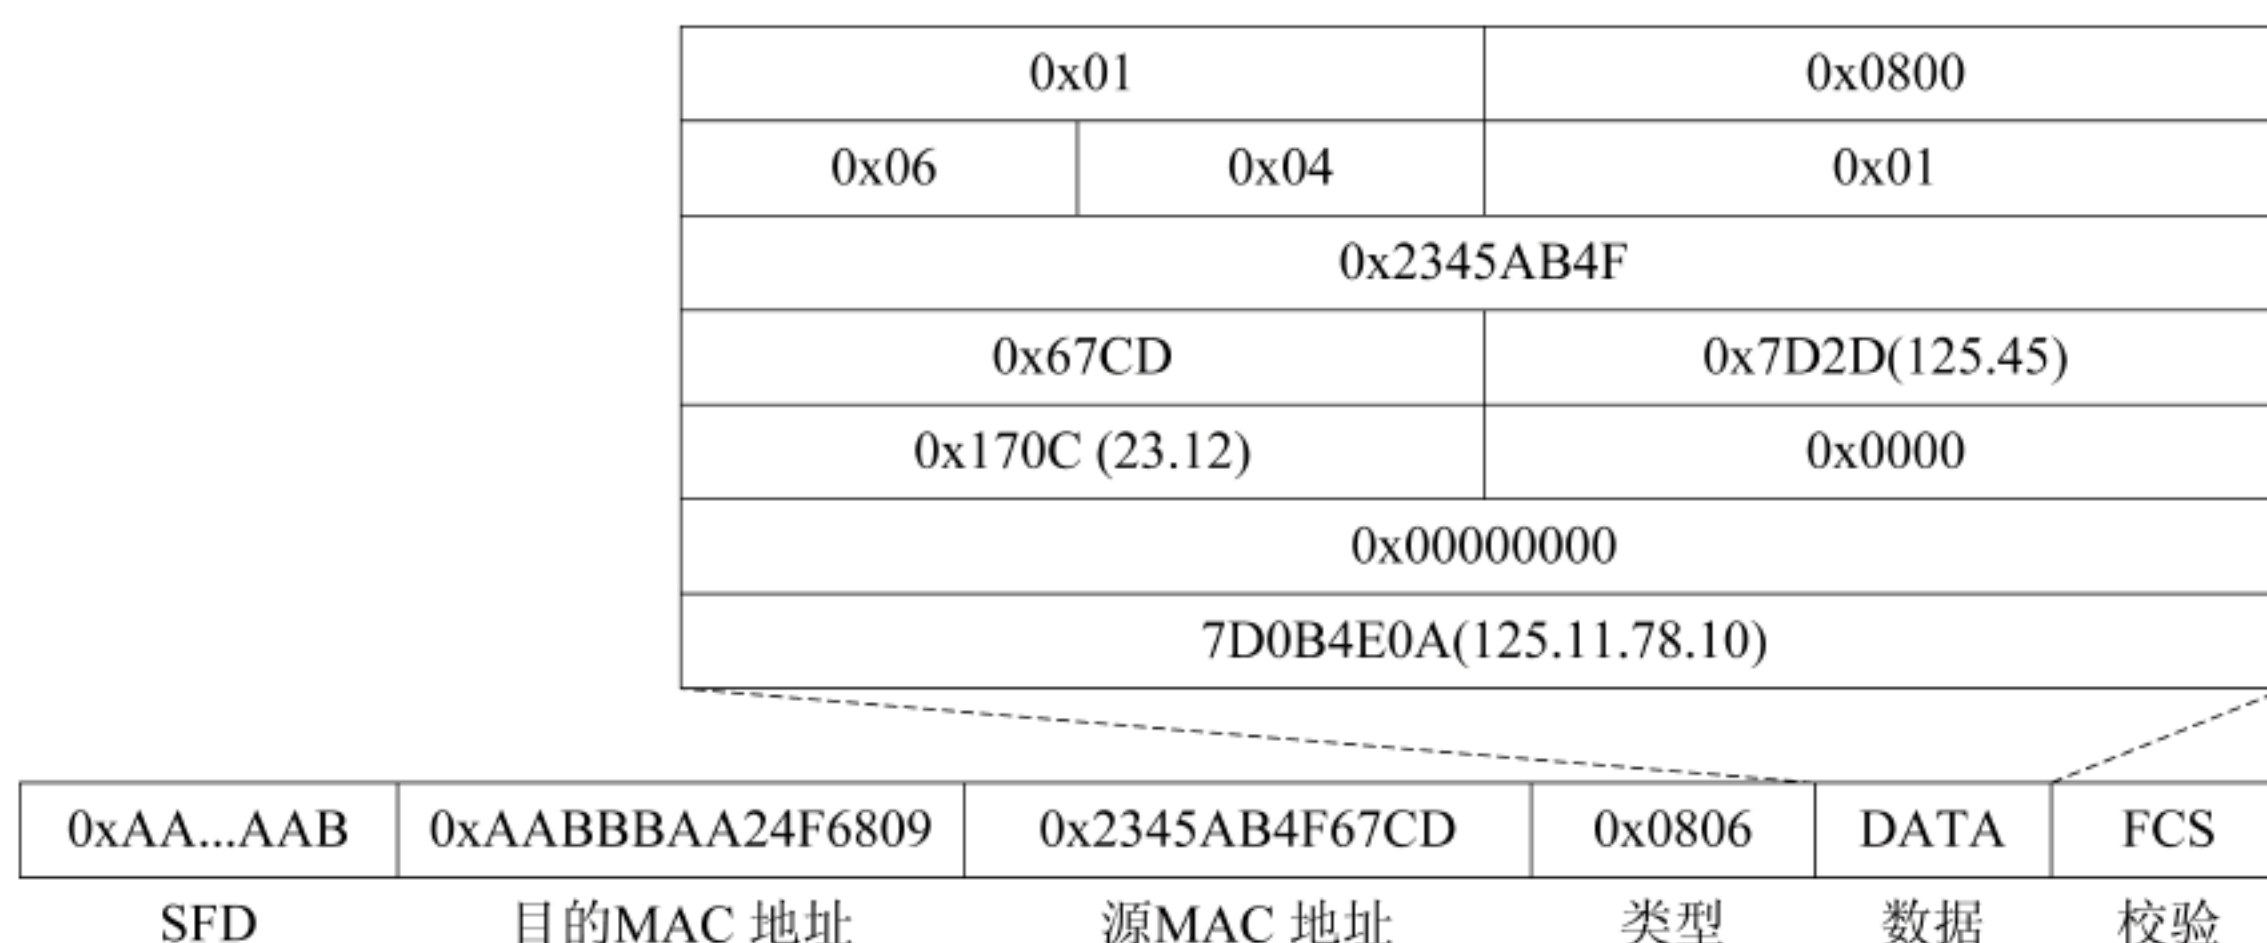 0x01 0x0800
0x06 0x04 0x01
0x2345AB4F
0x67CD 0x7D2D(125.45)
0x170C (23.12) 0x0000
0x00000000
7D0B4E0A(125.11.78.10)
0xAA...AAB 0xAABBBAA24F6809 0x2345AB4F67CD 0x0806 DATA FCS
SFD 目的MAC 地址 源MAC 地址 类型 数据 校验